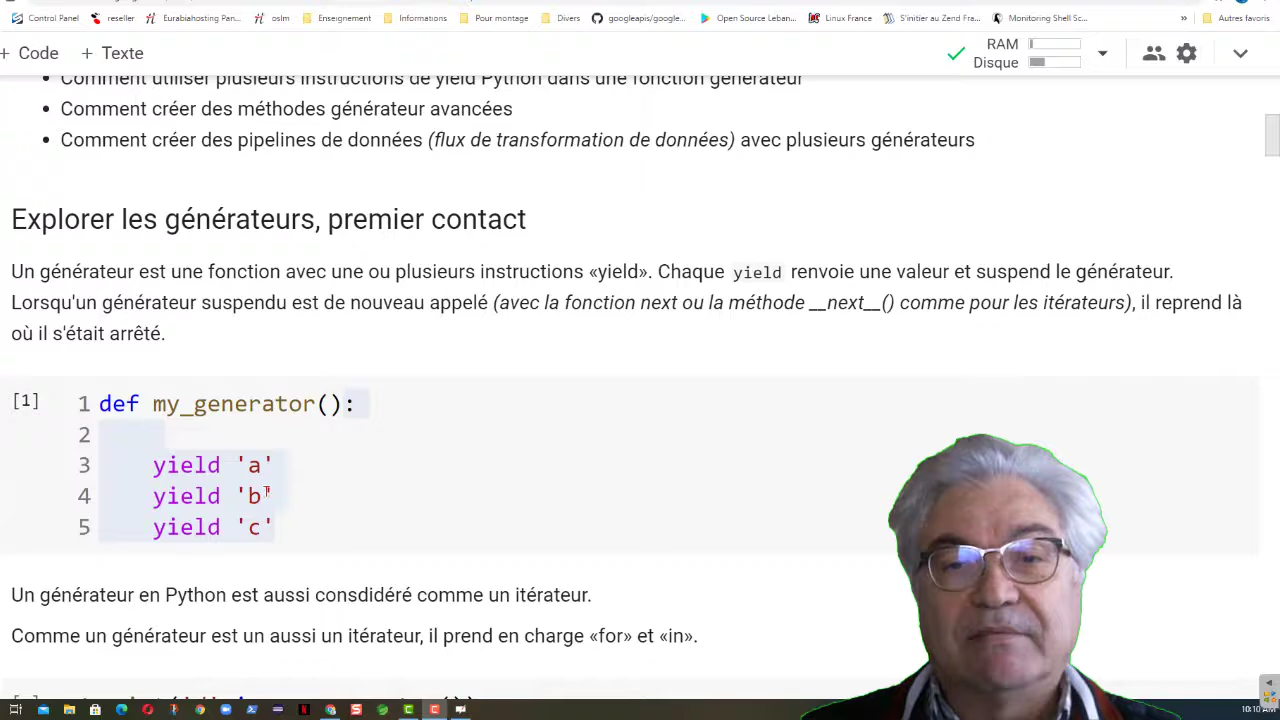 Control Panel reseller Eurabiahosting Pan... oslm Enseignement Informations Pour montage Divers googleapis/google... Open Source Leban... Linux France S'initier au Zend Fra... Monitoring Shell Sc... » Autres favoris
+ Code + Texte RAM
Disque
Comment utiliser plusieurs instructions de yield Python dans une fonction générateur
Comment créer des méthodes générateur avancées
Comment créer des pipelines de données (flux de transformation de données) avec plusieurs générateurs
Explorer les générateurs, premier contact
Un générateur est une fonction avec une ou plusieurs instructions «yield». Chaque yield renvoie une valeur et suspend le générateur.
Lorsqu'un générateur suspendu est de nouveau appelé (avec la fonction next ou la méthode __next__() comme pour les itérateurs), il reprend là
où il s'était arrêté.
[1] 1 def my_generator():
2
3 yield 'a'
4 yield 'b'
5 yield 'c'
Un générateur en Python est aussi consdidéré comme un itérateur.
Comme un générateur est un aussi un itérateur, il prend en charge «for» et «in».
10:10 AM